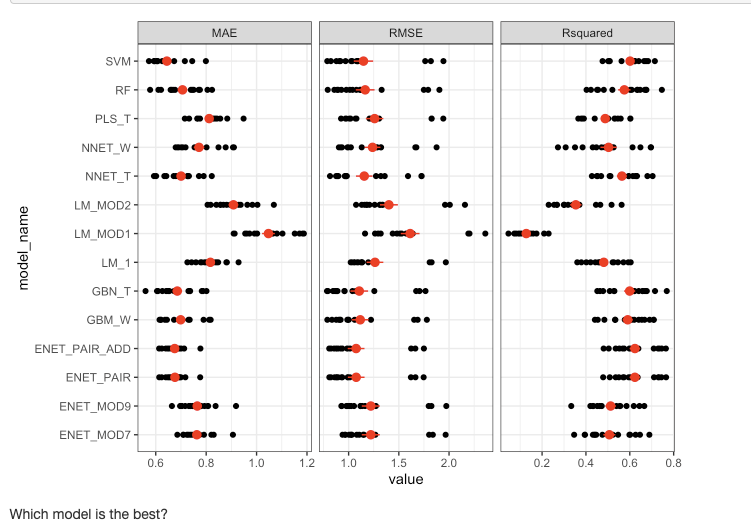 MAE RMSE Rsquared
SVM
RF
PLS_T
NNET_W
NNET_T
LM_MOD2
LM_MOD1
LM_1
GBN_T
GBM_W
ENET_PAIR_ADD
ENET_PAIR
ENET_MOD9
ENET_MOD7
model_name
0.6 0.8 1.0 1.2 1.0 1.5 2.0 0.2 0.4 0.6 0.8
value
Which model is the best?